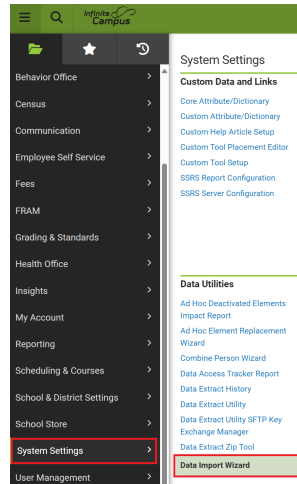 Infinite
Campus
Behavior Office
Census
Communication
Employee Self Service
Fees
FRAM
Grading & Standards
Health Office
Insights
My Account
Reporting
Scheduling & Courses
School & District Settings
School Store
System Settings
User Management
System Settings
Custom Data and Links
Core Attribute/Dictionary
Custom Attribute/Dictionary
Custom Help Article Setup
Custom Tool Placement Editor
Custom Tool Setup
SSRS Report Configuration
SSRS Server Configuration
Data Utilities
Ad Hoc Deactivated Elements
Impact Report
Ad Hoc Element Replacement
Wizard
Combine Person Wizard
Data Access Tracker Report
Data Extract History
Data Extract Utility
Data Extract Utility SFTP Key
Exchange Manager
Data Extract Zip Tool
Data Import Wizard